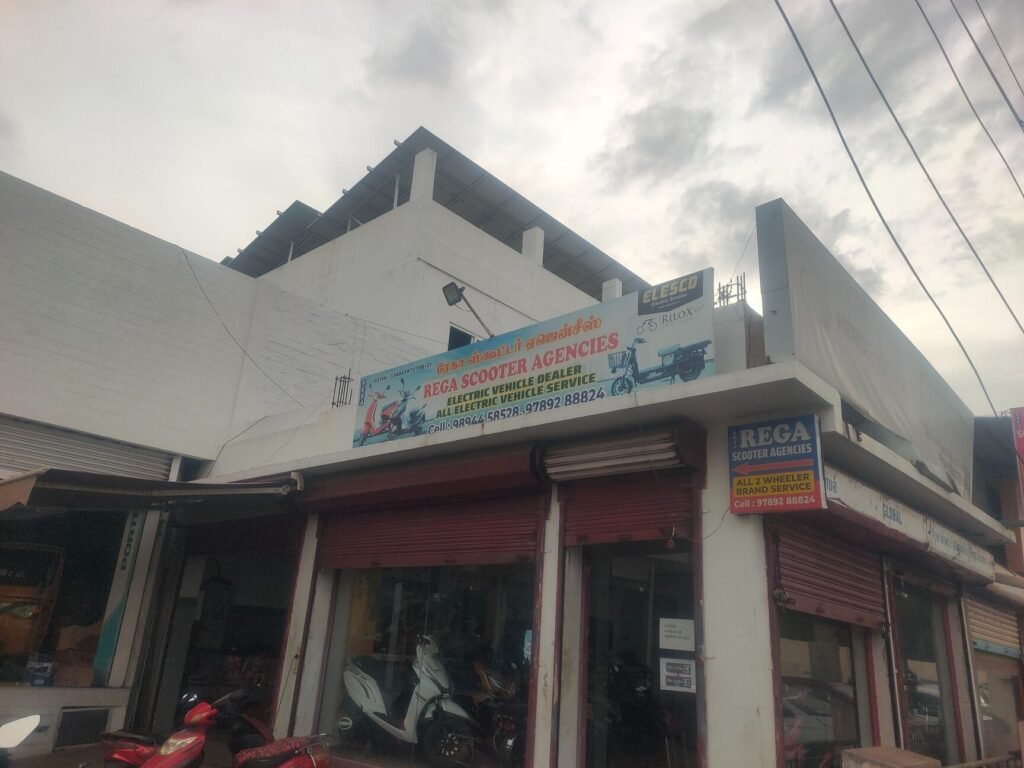 ELESCO
RILOX
ரேகா ஸ்கூட்டர் ஏஜென்சீஸ்
REGA SCOOTER AGENCIES
ELECTRIC VEHICLE DEALER
ALL ELECTRIC VEHICLE SERVICE
Cell : 98944 58528, 97892 88824
REGA
SCOOTER AGENCIES
ALL 2 WHEELER
BRAND SERVICE
Cell : 97892 88824
GLOBAL